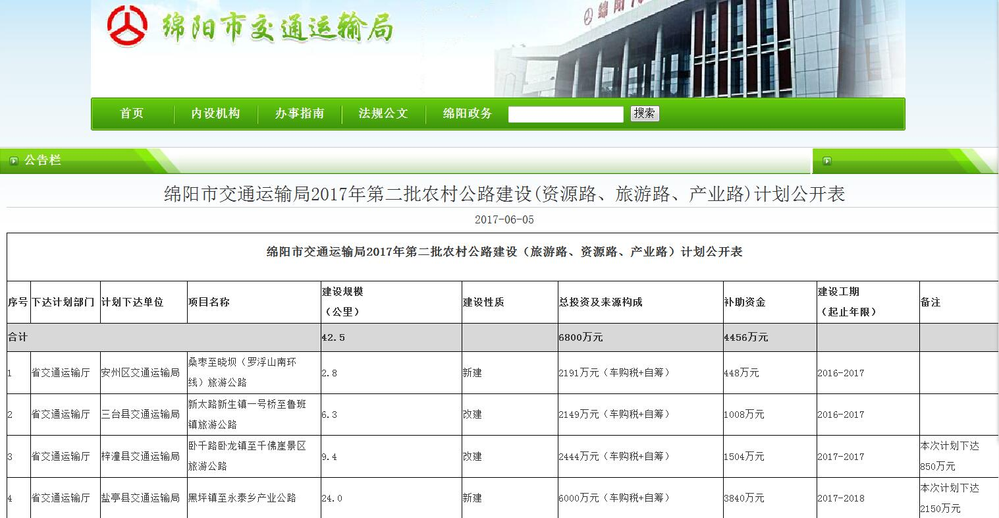 绵阳市交通运输局
绵阳
首页 内设机构 办事指南 法规公文 绵阳政务 搜索
公告栏
绵阳市交通运输局2017年第二批农村公路建设(资源路、旅游路、产业路)计划公开表
2017-06-05
绵阳市交通运输局2017年第二批农村公路建设（旅游路、资源路、产业路）计划公开表
序号 下达计划部门 计划下达单位 项目名称 建设规模 （公里） 建设性质 总投资及来源构成 补助资金 建设工期 （起止年限） 备注
合计 42.5 6800万元 4456万元
1 省交通运输厅 安州区交通运输局 桑枣至晓坝（罗浮山南环 线）旅游公路 2.8 新建 2191万元（车购税+自筹） 448万元 2016-2017
2 省交通运输厅 三台县交通运输局 新太路新生镇一号桥至鲁班 镇旅游公路 6.3 改建 2149万元（车购税+自筹） 1008万元 2016-2017
3 省交通运输厅 梓潼县交通运输局 卧千路卧龙镇至千佛崖景区 旅游公路 9.4 改建 2444万元（车购税+自筹） 1504万元 2017-2017 本次计划下达 850万元
4 省交通运输厅 盐亭县交通运输局 黑坪镇至永泰乡产业公路 24.0 新建 6000万元（车购税+自筹） 3840万元 2017-2018 本次计划下达 2150万元